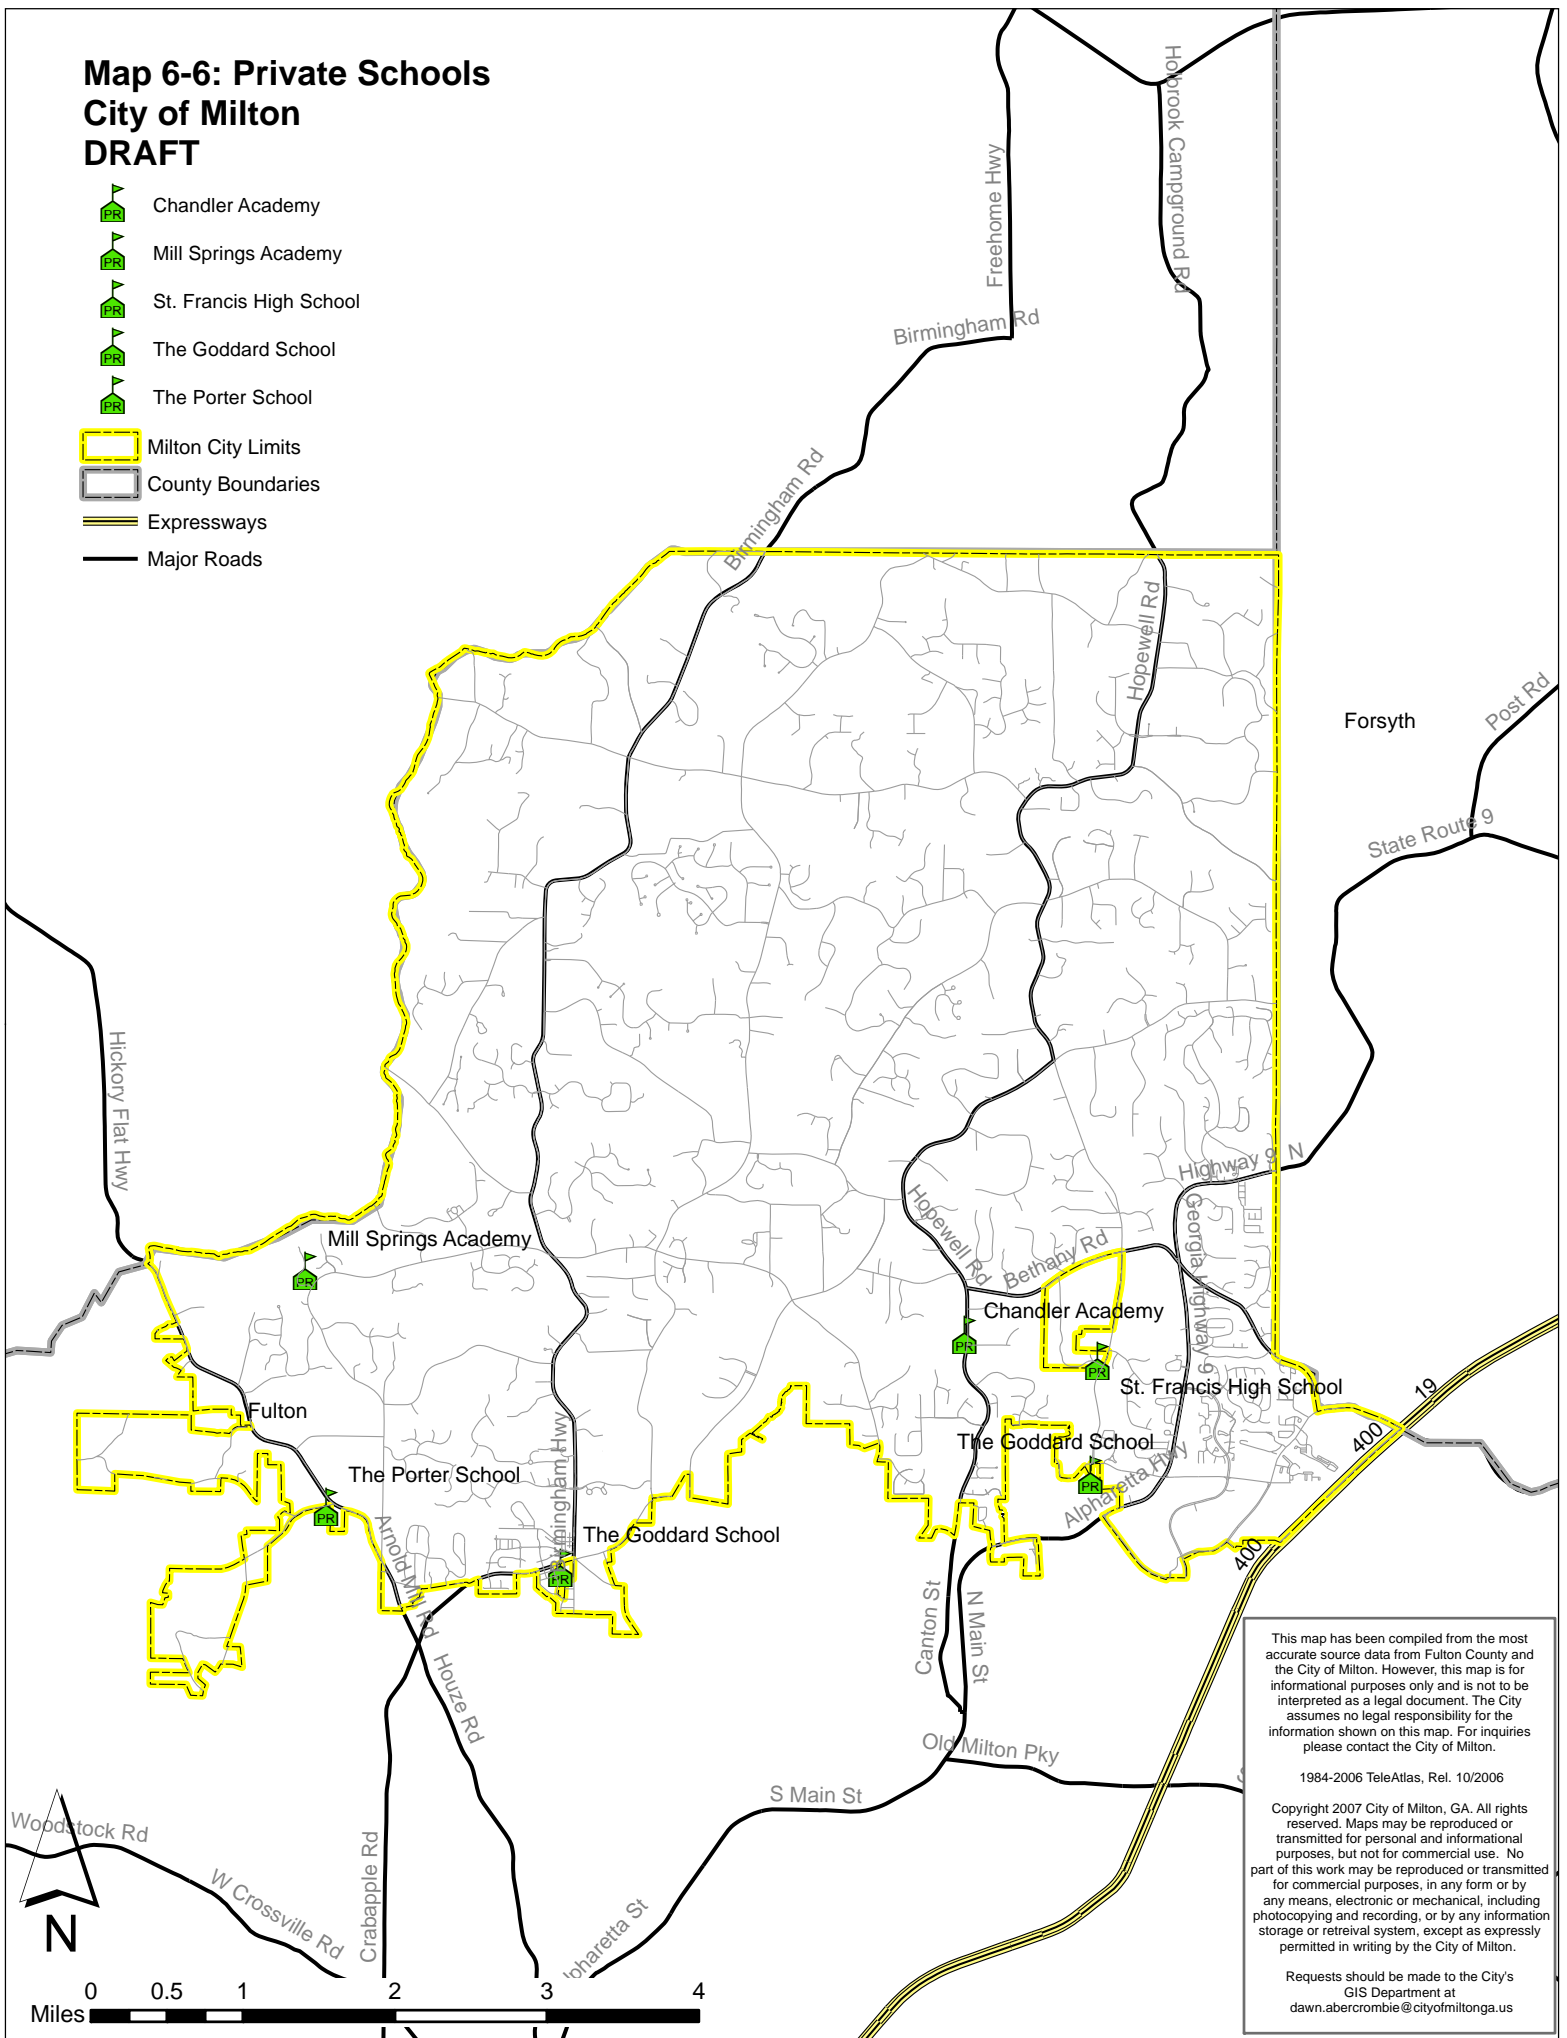 Map 6-6: Private Schools
City of Milton
DRAFT
PR Chandler Academy
PR Mill Springs Academy
PR St. Francis High School
PR The Goddard School
PR The Porter School
Milton City Limits
County Boundaries
Expressways
Major Roads
Holbrook Campground Rd
Freehome Hwy
Birmingham Rd
Birmingham Rd
Hopewell Rd
Forsyth
Post Rd
State Route 9
Hickory Flat Hwy
Highway 9 N
Georgia Highway 9
Hopewell Rd
Bethany Rd
Mill Springs Academy
PR
Chandler Academy
PR
PR
St. Francis High School
19
400
Fulton
The Goddard School
PR
Alpharetta Hwy
The Porter School
PR
Birmingham Hwy
The Goddard School
PR
Arnold Mill Rd
400
Canton St
N Main St
Houze Rd
Old Milton Pky
S Main St
Woodstock Rd
W Crossville Rd
Crabapple Rd
lpharetta St
N
0 0.5 1 2 3 4
Miles
This map has been compiled from the most
accurate source data from Fulton County and
the City of Milton. However, this map is for
informational purposes only and is not to be
interpreted as a legal document. The City
assumes no legal responsibility for the
information shown on this map. For inquiries
please contact the City of Milton.
1984-2006 TeleAtlas, Rel. 10/2006
Copyright 2007 City of Milton, GA. All rights
reserved. Maps may be reproduced or
transmitted for personal and informational
purposes, but not for commercial use. No
part of this work may be reproduced or transmitted
for commercial purposes, in any form or by
any means, electronic or mechanical, including
photocopying and recording, or by any information
storage or retreival system, except as expressly
permitted in writing by the City of Milton.
Requests should be made to the City's
GIS Department at
dawn.abercrombie@cityofmiltonga.us